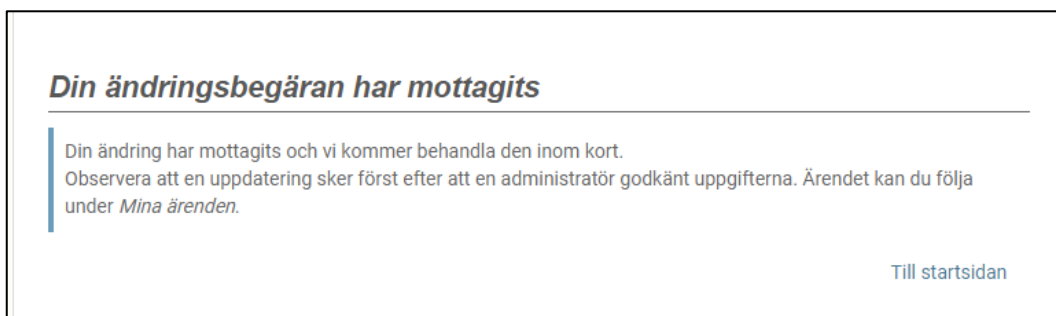 Din ändringsbegäran har mottagits
Din ändring har mottagits och vi kommer behandla den inom kort.
Observera att en uppdatering sker först efter att en administratör godkänt uppgifterna. Ärendet kan du följa
under Mina ärenden.
Till startsidan